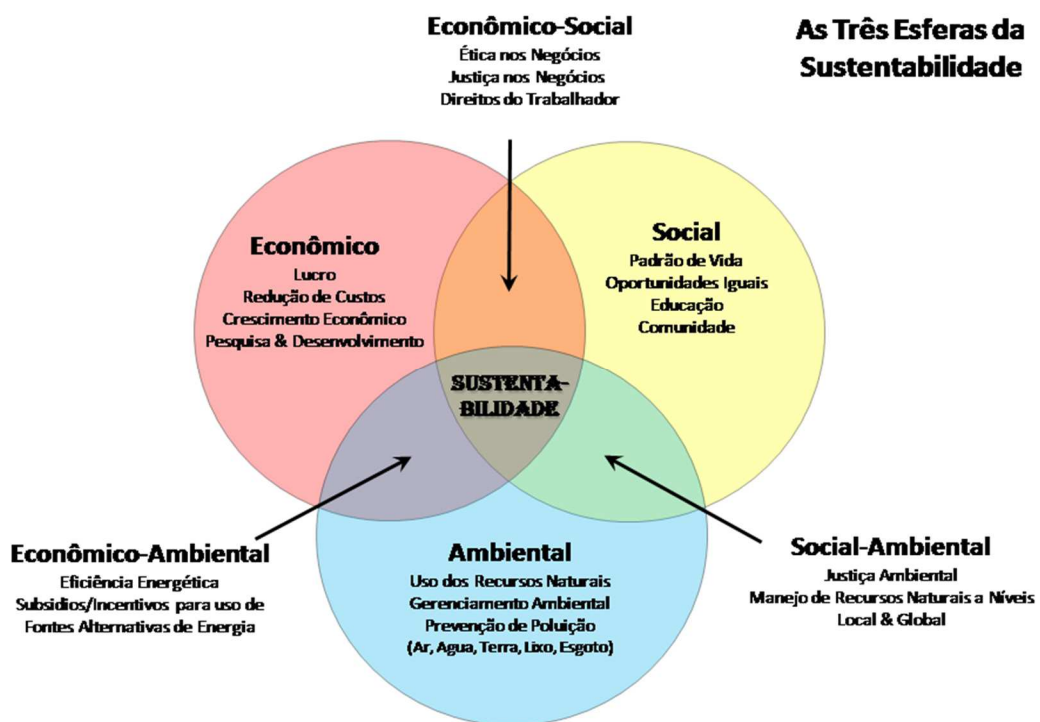 Econômico-Social
Ética nos Negócios
Justiça nos Negócios
Direitos do Trabalhador
As Três Esferas da
Sustentabilidade
Econômico
Lucro
Redução de Custos
Crescimento Econômico
Pesquisa & Desenvolvimento
Social
Padrão de Vida
Oportunidades Iguais
Educação
Comunidade
SUSTENTA-
BILIDADE
Econômico-Ambiental
Eficiência Energética
Subsidios/Incentivos para uso de
Fontes Alternativas de Energia
Ambiental
Uso dos Recursos Naturais
Gerenciamento Ambiental
Prevenção de Poluição
(Ar, Agua, Terra, Lixo, Esgoto)
Social-Ambiental
Justiça Ambiental
Manejo de Recursos Naturais a Níveis
Local & Global